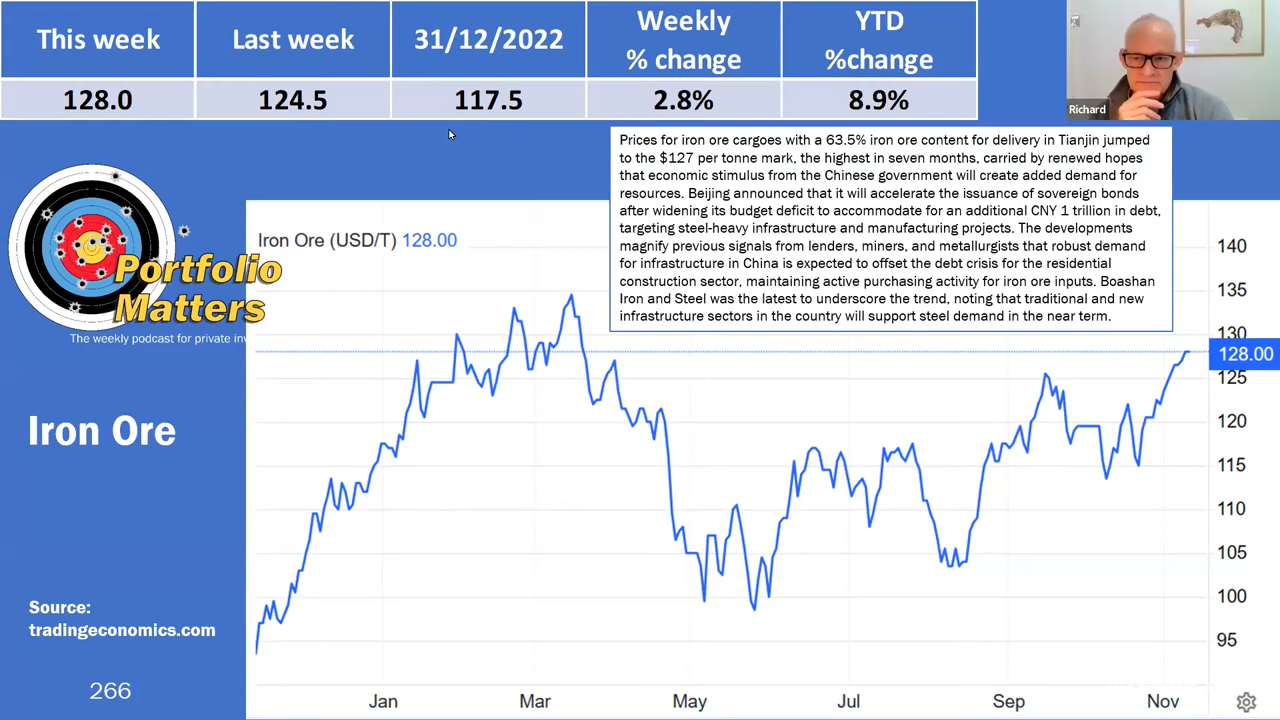 This week
Last week
31/12/2022
Weekly
% change
YTD
%change
128.0
124.5
117.5
2.8%
8.9%
Richard
Prices for iron ore cargoes with a 63.5% iron ore content for delivery in Tianjin jumped
to the $127 per tonne mark, the highest in seven months, carried by renewed hopes
that economic stimulus from the Chinese government will create added demand for
resources. Beijing announced that it will accelerate the issuance of sovereign bonds
after widening its budget deficit to accommodate for an additional CNY 1 trillion in debt,
targeting steel-heavy infrastructure and manufacturing projects. The developments
magnify previous signals from lenders, miners, and metallurgists that robust demand
for infrastructure in China is expected to offset the debt crisis for the residential
construction sector, maintaining active purchasing activity for iron ore inputs. Boashan
Iron and Steel was the latest to underscore the trend, noting that traditional and new
infrastructure sectors in the country will support steel demand in the near term.
Portfolio
Matters
The weekly podcast for private inv
Iron Ore
Source:
tradingeconomics.com
266
Iron Ore (USD/T) 128.00
140
135
130
128.00
125
120
115
110
105
100
95
Jan
Mar
May
Jul
Sep
Nov